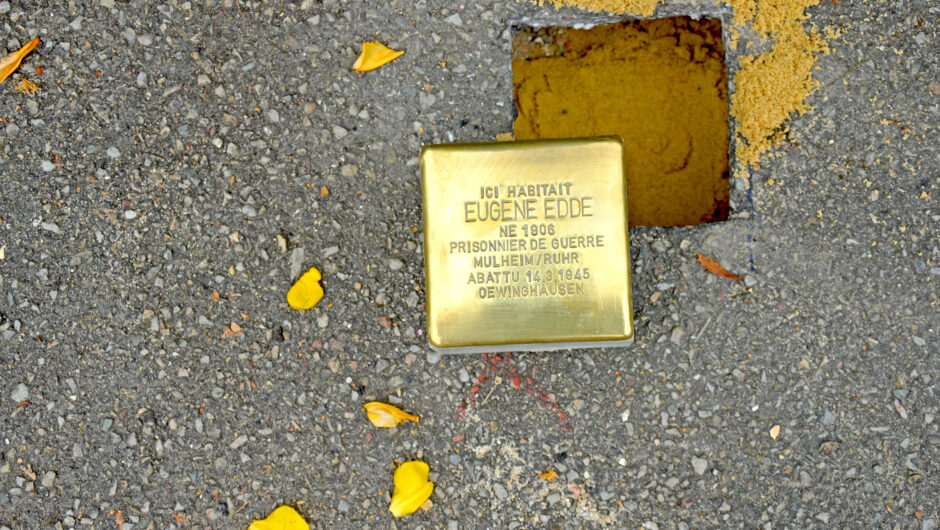 ICI HABITAIT
EUGENE EDDE
NE 1906
PRISONNIER DE GUERRE
MULHEIM/RUHR
ABATTU 14.3.1945
OEWINGHAUSEN